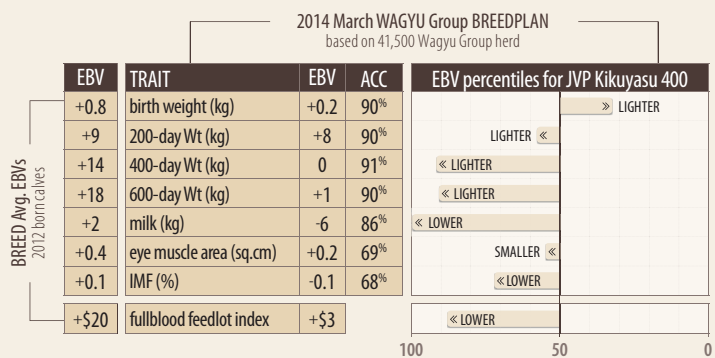 2014 March WAGYU Group BREEDPLAN
based on 41,500 Wagyu Group herd
EBV TRAIT EBV ACC EBV percentiles for JVP Kikuyasu 400
+0.8 birth weight (kg) +0.2 90% » LIGHTER
+9 200-day Wt (kg) +8 90% LIGHTER «
+14 400-day Wt (kg) 0 91% « LIGHTER
+18 600-day Wt (kg) +1 90% « LIGHTER
+2 milk (kg) -6 86% « LOWER
+0.4 eye muscle area (sq.cm) +0.2 69% SMALLER «
+0.1 IMF (%) -0.1 68% « LOWER
+$20 fullblood feedlot index +$3 « LOWER
100 50 0
BREED Avg. EBVs
2012 born calves